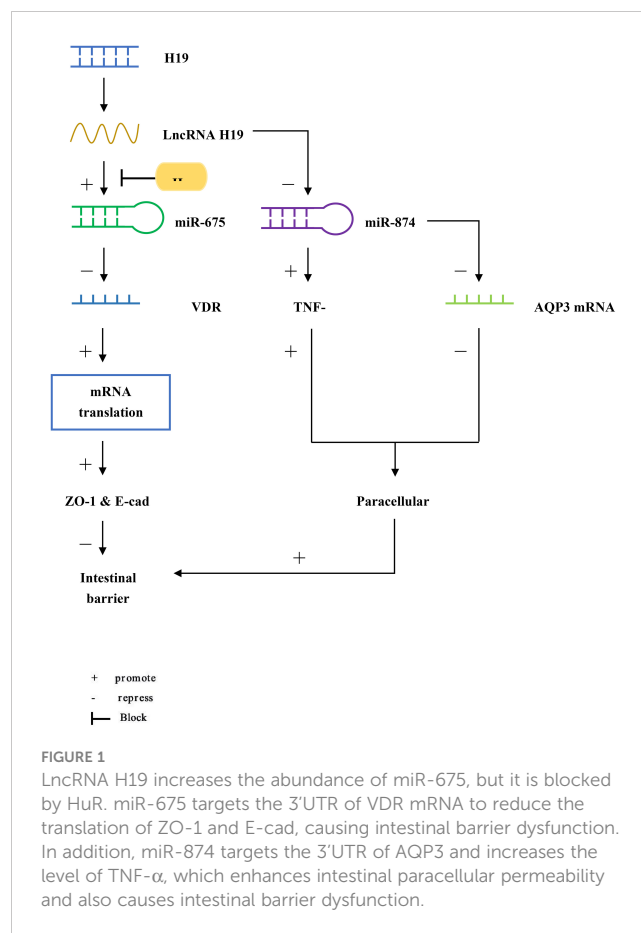 H19
LncRNA H19
+
−
miR-675
miR-874
−
+
−
VDR
TNF-
AQP3 mRNA
+
+
−
mRNA
translation
+
ZO-1 & E-cad
Paracellular
−
+
Intestinal
barrier
+ promote
- repress
Block
FIGURE 1
LncRNA H19 increases the abundance of miR-675, but it is blocked
by HuR. miR-675 targets the 3’UTR of VDR mRNA to reduce the
translation of ZO-1 and E-cad, causing intestinal barrier dysfunction.
In addition, miR-874 targets the 3’UTR of AQP3 and increases the
level of TNF-α, which enhances intestinal paracellular permeability
and also causes intestinal barrier dysfunction.